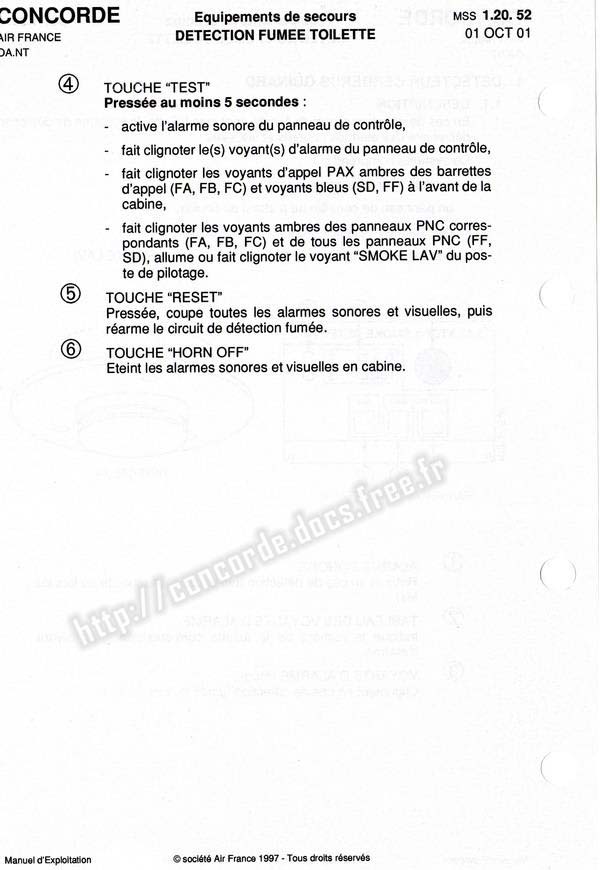 CONCORDE
Equipements de secours
MSS 1.20. 52
AIR FRANCE
DETECTION FUMEE TOILETTE
01 OCT 01
DA.NT
④ TOUCHE “TEST”
Pressée au moins 5 secondes :
- active l’alarme sonore du panneau de contrôle,
- fait clignoter le(s) voyant(s) d’alarme du panneau de contrôle,
- fait clignoter les voyants d’appel PAX ambres des barrettes
d’appel (FA, FB, FC) et voyants bleus (SD, FF) à l’avant de la
cabine,
- fait clignoter les voyants ambres des panneaux PNC corres-
pondants (FA, FB, FC) et de tous les panneaux PNC (FF,
SD), allume ou fait clignoter le voyant “SMOKE LAV” du pos-
te de pilotage.
⑤ TOUCHE “RESET”
Pressée, coupe toutes les alarmes sonores et visuelles, puis
réarme le circuit de détection fumée.
⑥ TOUCHE “HORN OFF”
Eteint les alarmes sonores et visuelles en cabine.
http://concorde.docs.free.fr
Manuel d’Exploitation
© société Air France 1997 - Tous droits réservés